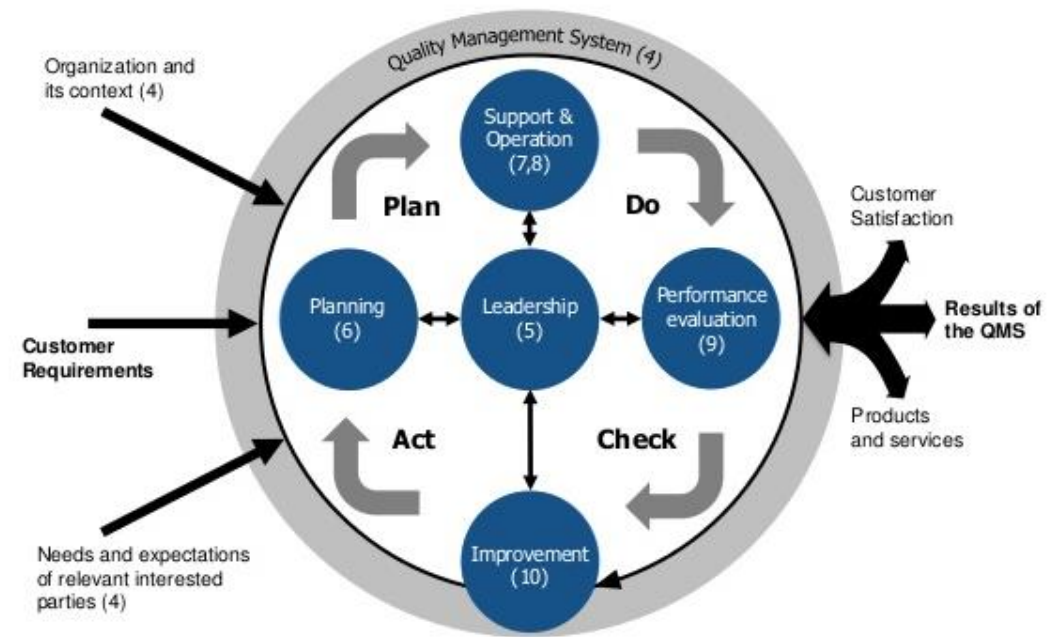 Quality Management System (4)
Organization and
its context (4)
Support &
Operation
(7,8)
Plan
Do
Customer
Satisfaction
Planning
(6)
Leadership
(5)
Performance
evaluation
(9)
Results of
the QMS
Customer
Requirements
Act
Check
Products
and services
Improvement
(10)
Needs and expectations
of relevant interested
parties (4)